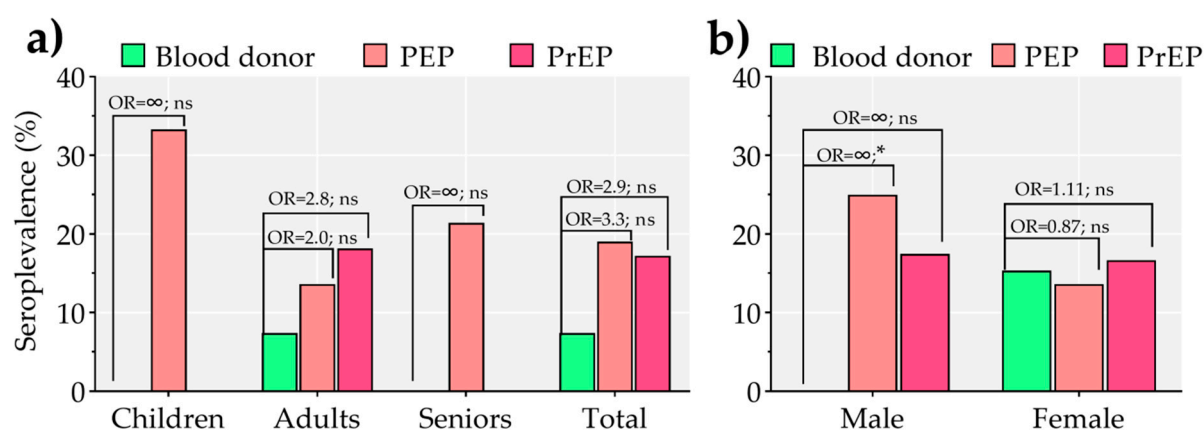 a)
Blood donor PEP PrEP
Seroplevalence (%)
40
30
20
10
0
OR=∞; ns
OR=2.8; ns
OR=2.0; ns
OR=∞; ns
OR=2.9; ns
OR=3.3; ns
Children Adults Seniors Total
b)
Blood donor PEP PrEP
40
30
20
10
0
OR=∞; ns
OR=∞;*
OR=1.11; ns
OR=0.87; ns
Male Female